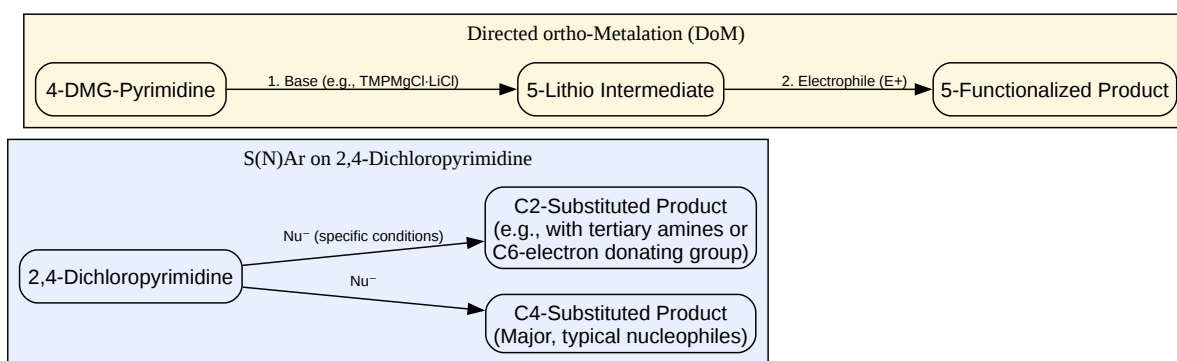 Directed ortho-Metalation (DoM)
4-DMG-Pyrimidine
1. Base (e.g., TMPMgCl·LiCl)
5-Lithio Intermediate
2. Electrophile (E+)
5-Functionalized Product
S(N)Ar on 2,4-Dichloropyrimidine
2,4-Dichloropyrimidine
Nu⁻ (specific conditions)
C2-Substituted Product
(e.g., with tertiary amines or
C6-electron donating group)
Nu⁻
C4-Substituted Product
(Major, typical nucleophiles)